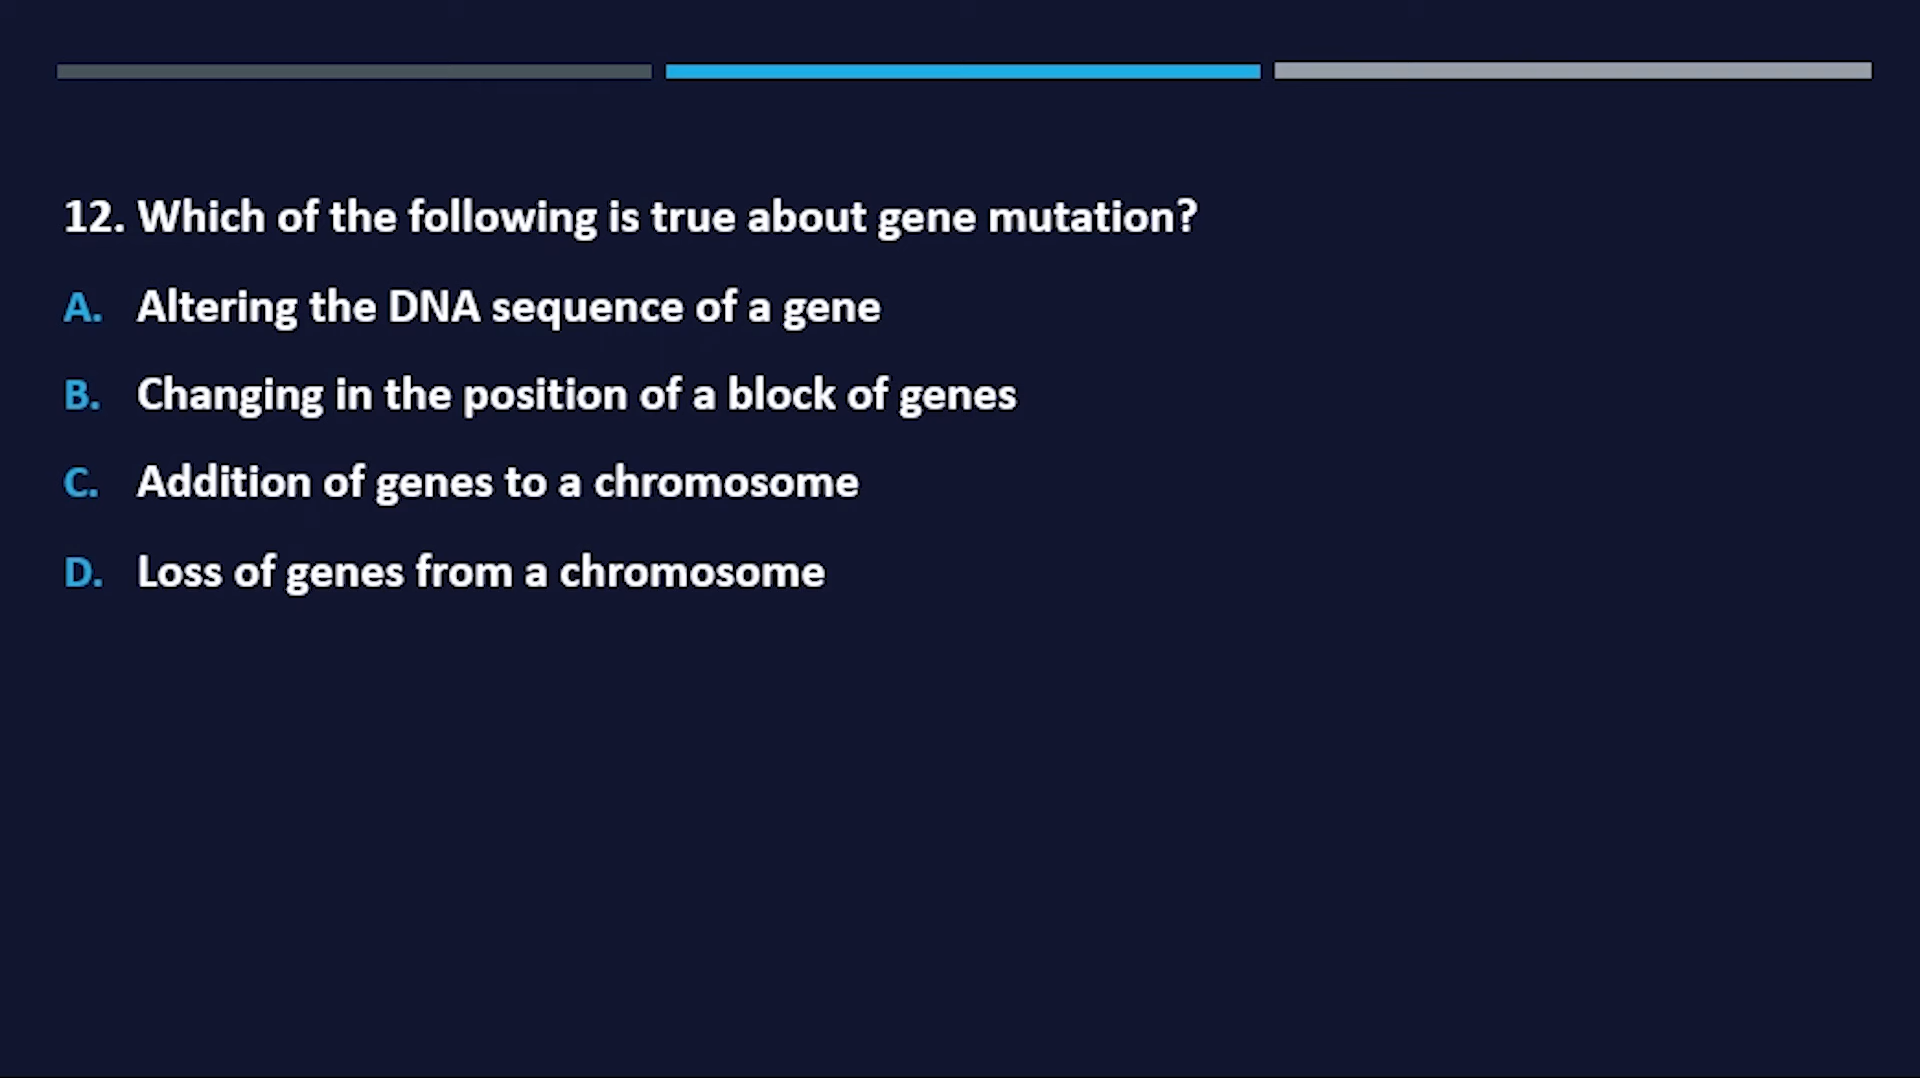 12. Which of the following is true about gene mutation?
A. Altering the DNA sequence of a gene
B. Changing in the position of a block of genes
C. Addition of genes to a chromosome
D. Loss of genes from a chromosome